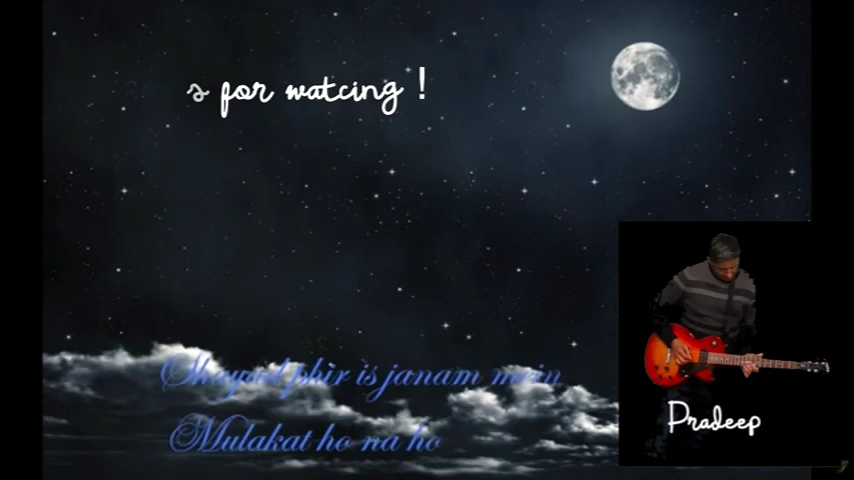 s for watcing !
Shayad phir is janam mein
Mulakat ho na ho
Pradeep